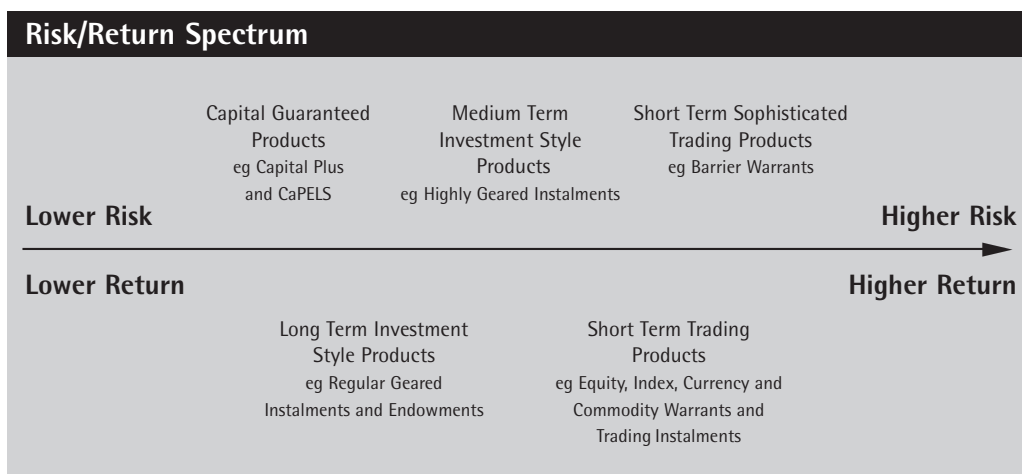 Risk/Return Spectrum
Capital Guaranteed
Products
eg Capital Plus
and CaPELS
Medium Term
Investment Style
Products
eg Highly Geared Instalments
Short Term Sophisticated
Trading Products
eg Barrier Warrants
Lower Risk
Higher Risk
Lower Return
Higher Return
Long Term Investment
Style Products
eg Regular Geared
Instalments and Endowments
Short Term Trading
Products
eg Equity, Index, Currency and
Commodity Warrants and
Trading Instalments